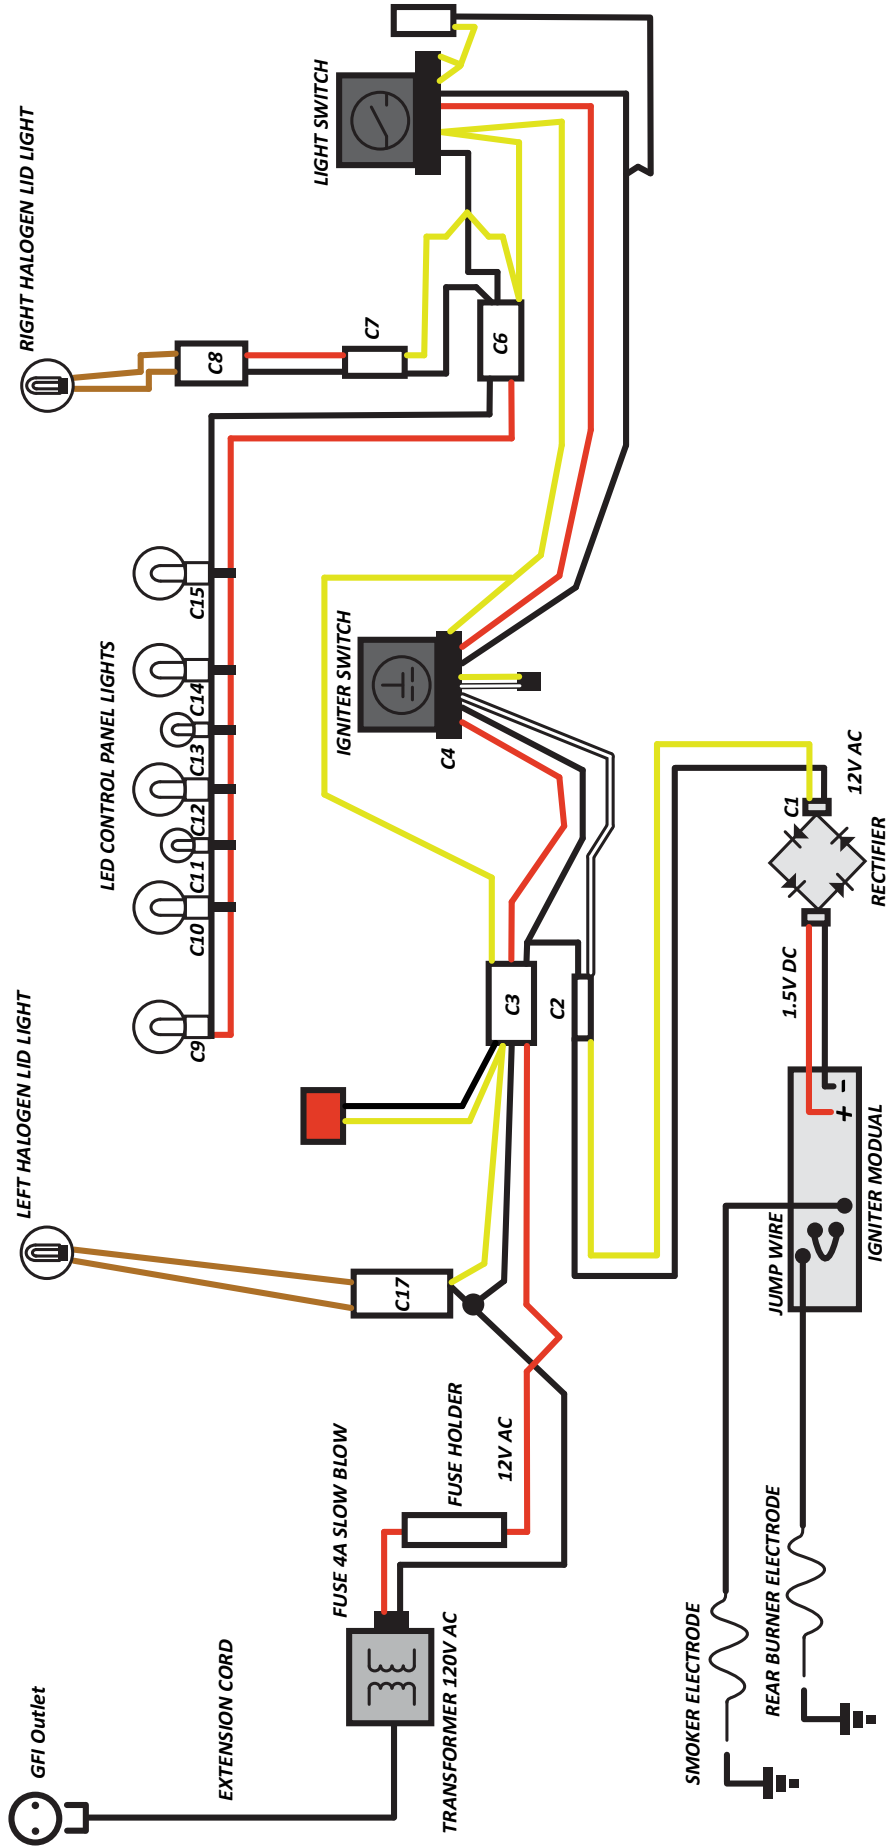 GFI Outlet
EXTENSION CORD
TRANSFORMER 120V AC
FUSE 4A SLOW BLOW
FUSE HOLDER
12V AC
LEFT HALOGEN LID LIGHT
C17
C3
C2
LED CONTROL PANEL LIGHTS
C9
C10
C11
C12
C13
C14
C15
IGNITER SWITCH
C4
RIGHT HALOGEN LID LIGHT
C8
C7
C6
LIGHT SWITCH
SMOKER ELECTRODE
REAR BURNER ELECTRODE
JUMP WIRE
IGNITER MODUAL
+ -
1.5V DC
C1
RECTIFIER
12V AC